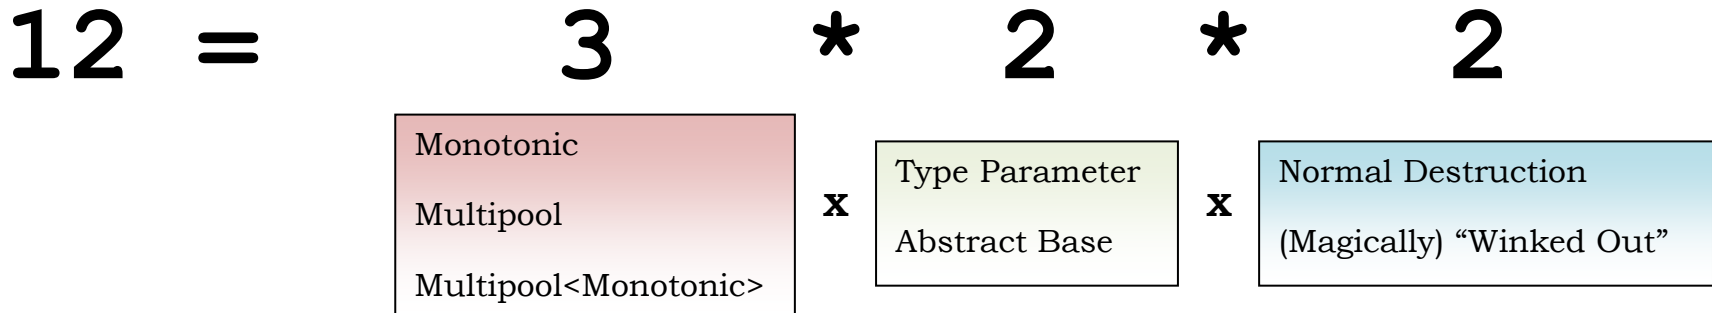 12 = 3 * 2 * 2
Monotonic
Multipool
Multipool<Monotonic>
x
Type Parameter
Abstract Base
x
Normal Destruction
(Magically) “Winked Out”